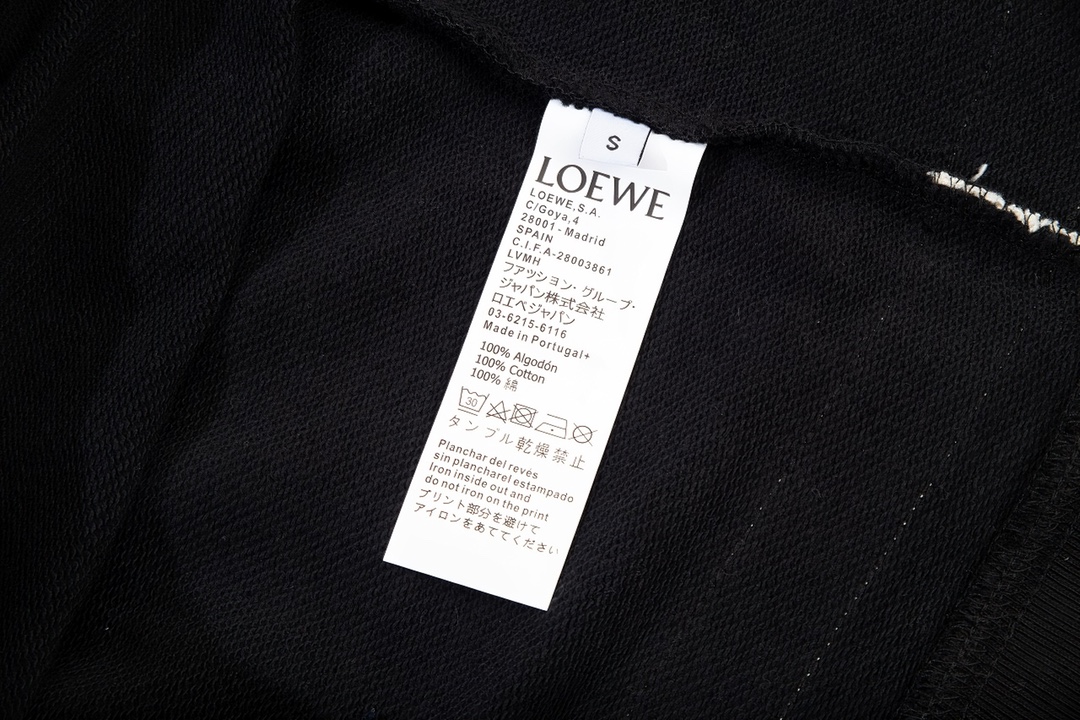 S
LOEWE
LOEWE,S.A.
C/Goya,4
28001-Madrid
SPAIN
C.I.F.A-28003861
LVMH
ファッション・グループ・
ジャパン株式会社
ロエベジャパン
03-6215-6116
Made in Portugal+
100% Algodón
100% Cotton
100% 綿
30
タンブル乾燥禁止
Planchar del revés
sin plancharel estampado
Iron inside out and
do not iron on the print
プリント部分を避けて
アイロンをあててください